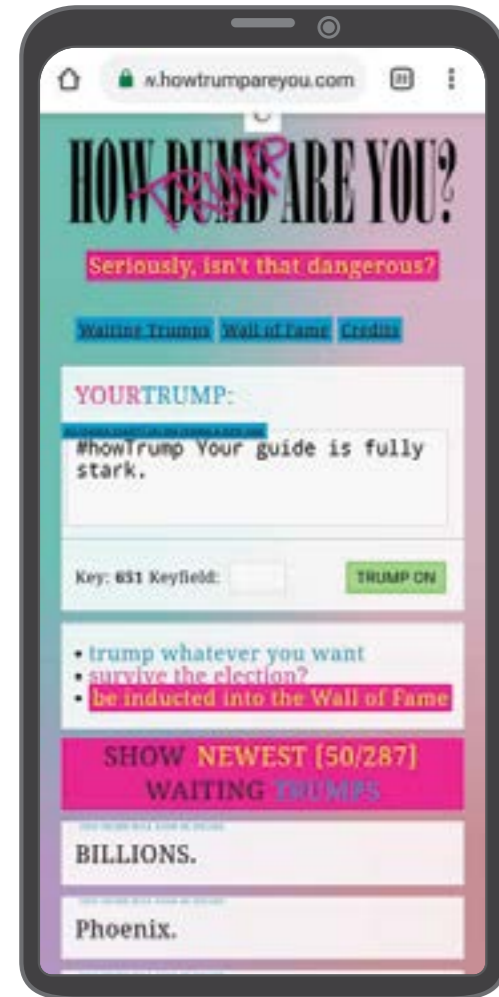 w.howtrumpareyou.com
HOW DUMB ARE YOU?
TRUMP
Seriously, isn't that dangerous?
Waiting Trumps Wall of Fame Credits
YOURTRUMP:
#howTrump Your guide is fully
stark.
Key: 651 Keyfield:
TRUMP ON
• trump whatever you want
• survive the election?
• be inducted into the Wall of Fame
SHOW NEWEST [50/287]
WAITING TRUMPS
BILLIONS.
Phoenix.